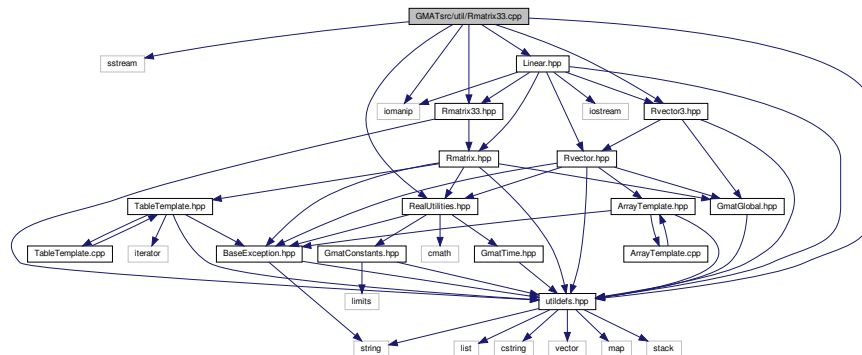 GMATsrc/util/Rmatrix33.cpp
sstream
Linear.hpp
iomanip
Rmatrix33.hpp
iostream
Rvector3.hpp
Rmatrix.hpp
Rvector.hpp
TableTemplate.hpp
RealUtilities.hpp
ArrayTemplate.hpp
GmatGlobal.hpp
TableTemplate.cpp
iterator
BaseException.hpp
GmatConstants.hpp
cmath
GmatTime.hpp
ArrayTemplate.cpp
limits
utildefs.hpp
string
list
cstring
vector
map
stack